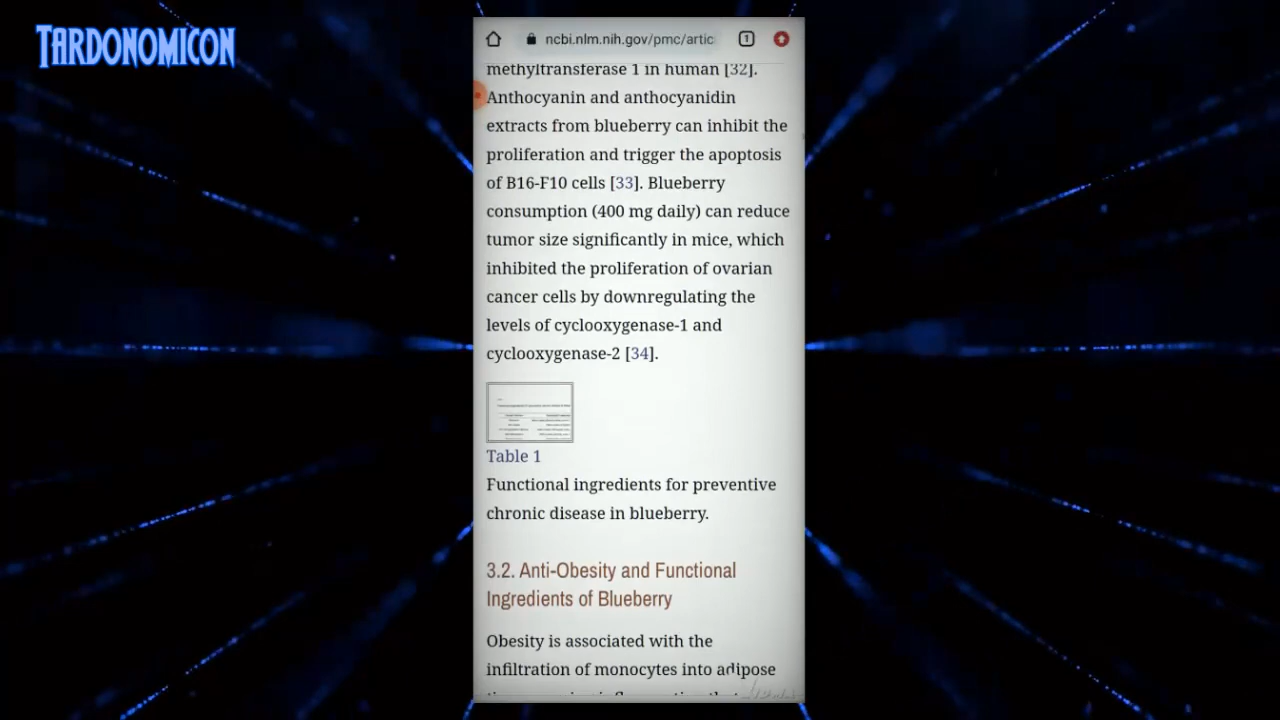 TARDONOMICON
ncbi.nlm.nih.gov/pmc/artic
1
methyltransferase 1 in human [32].
Anthocyanin and anthocyanidin
extracts from blueberry can inhibit the
proliferation and trigger the apoptosis
of B16-F10 cells [33]. Blueberry
consumption (400 mg daily) can reduce
tumor size significantly in mice, which
inhibited the proliferation of ovarian
cancer cells by downregulating the
levels of cyclooxygenase-1 and
cyclooxygenase-2 [34].
Table 1
Functional ingredients for preventive
chronic disease in blueberry.
3.2. Anti-Obesity and Functional
Ingredients of Blueberry
Obesity is associated with the
infiltration of monocytes into adipose